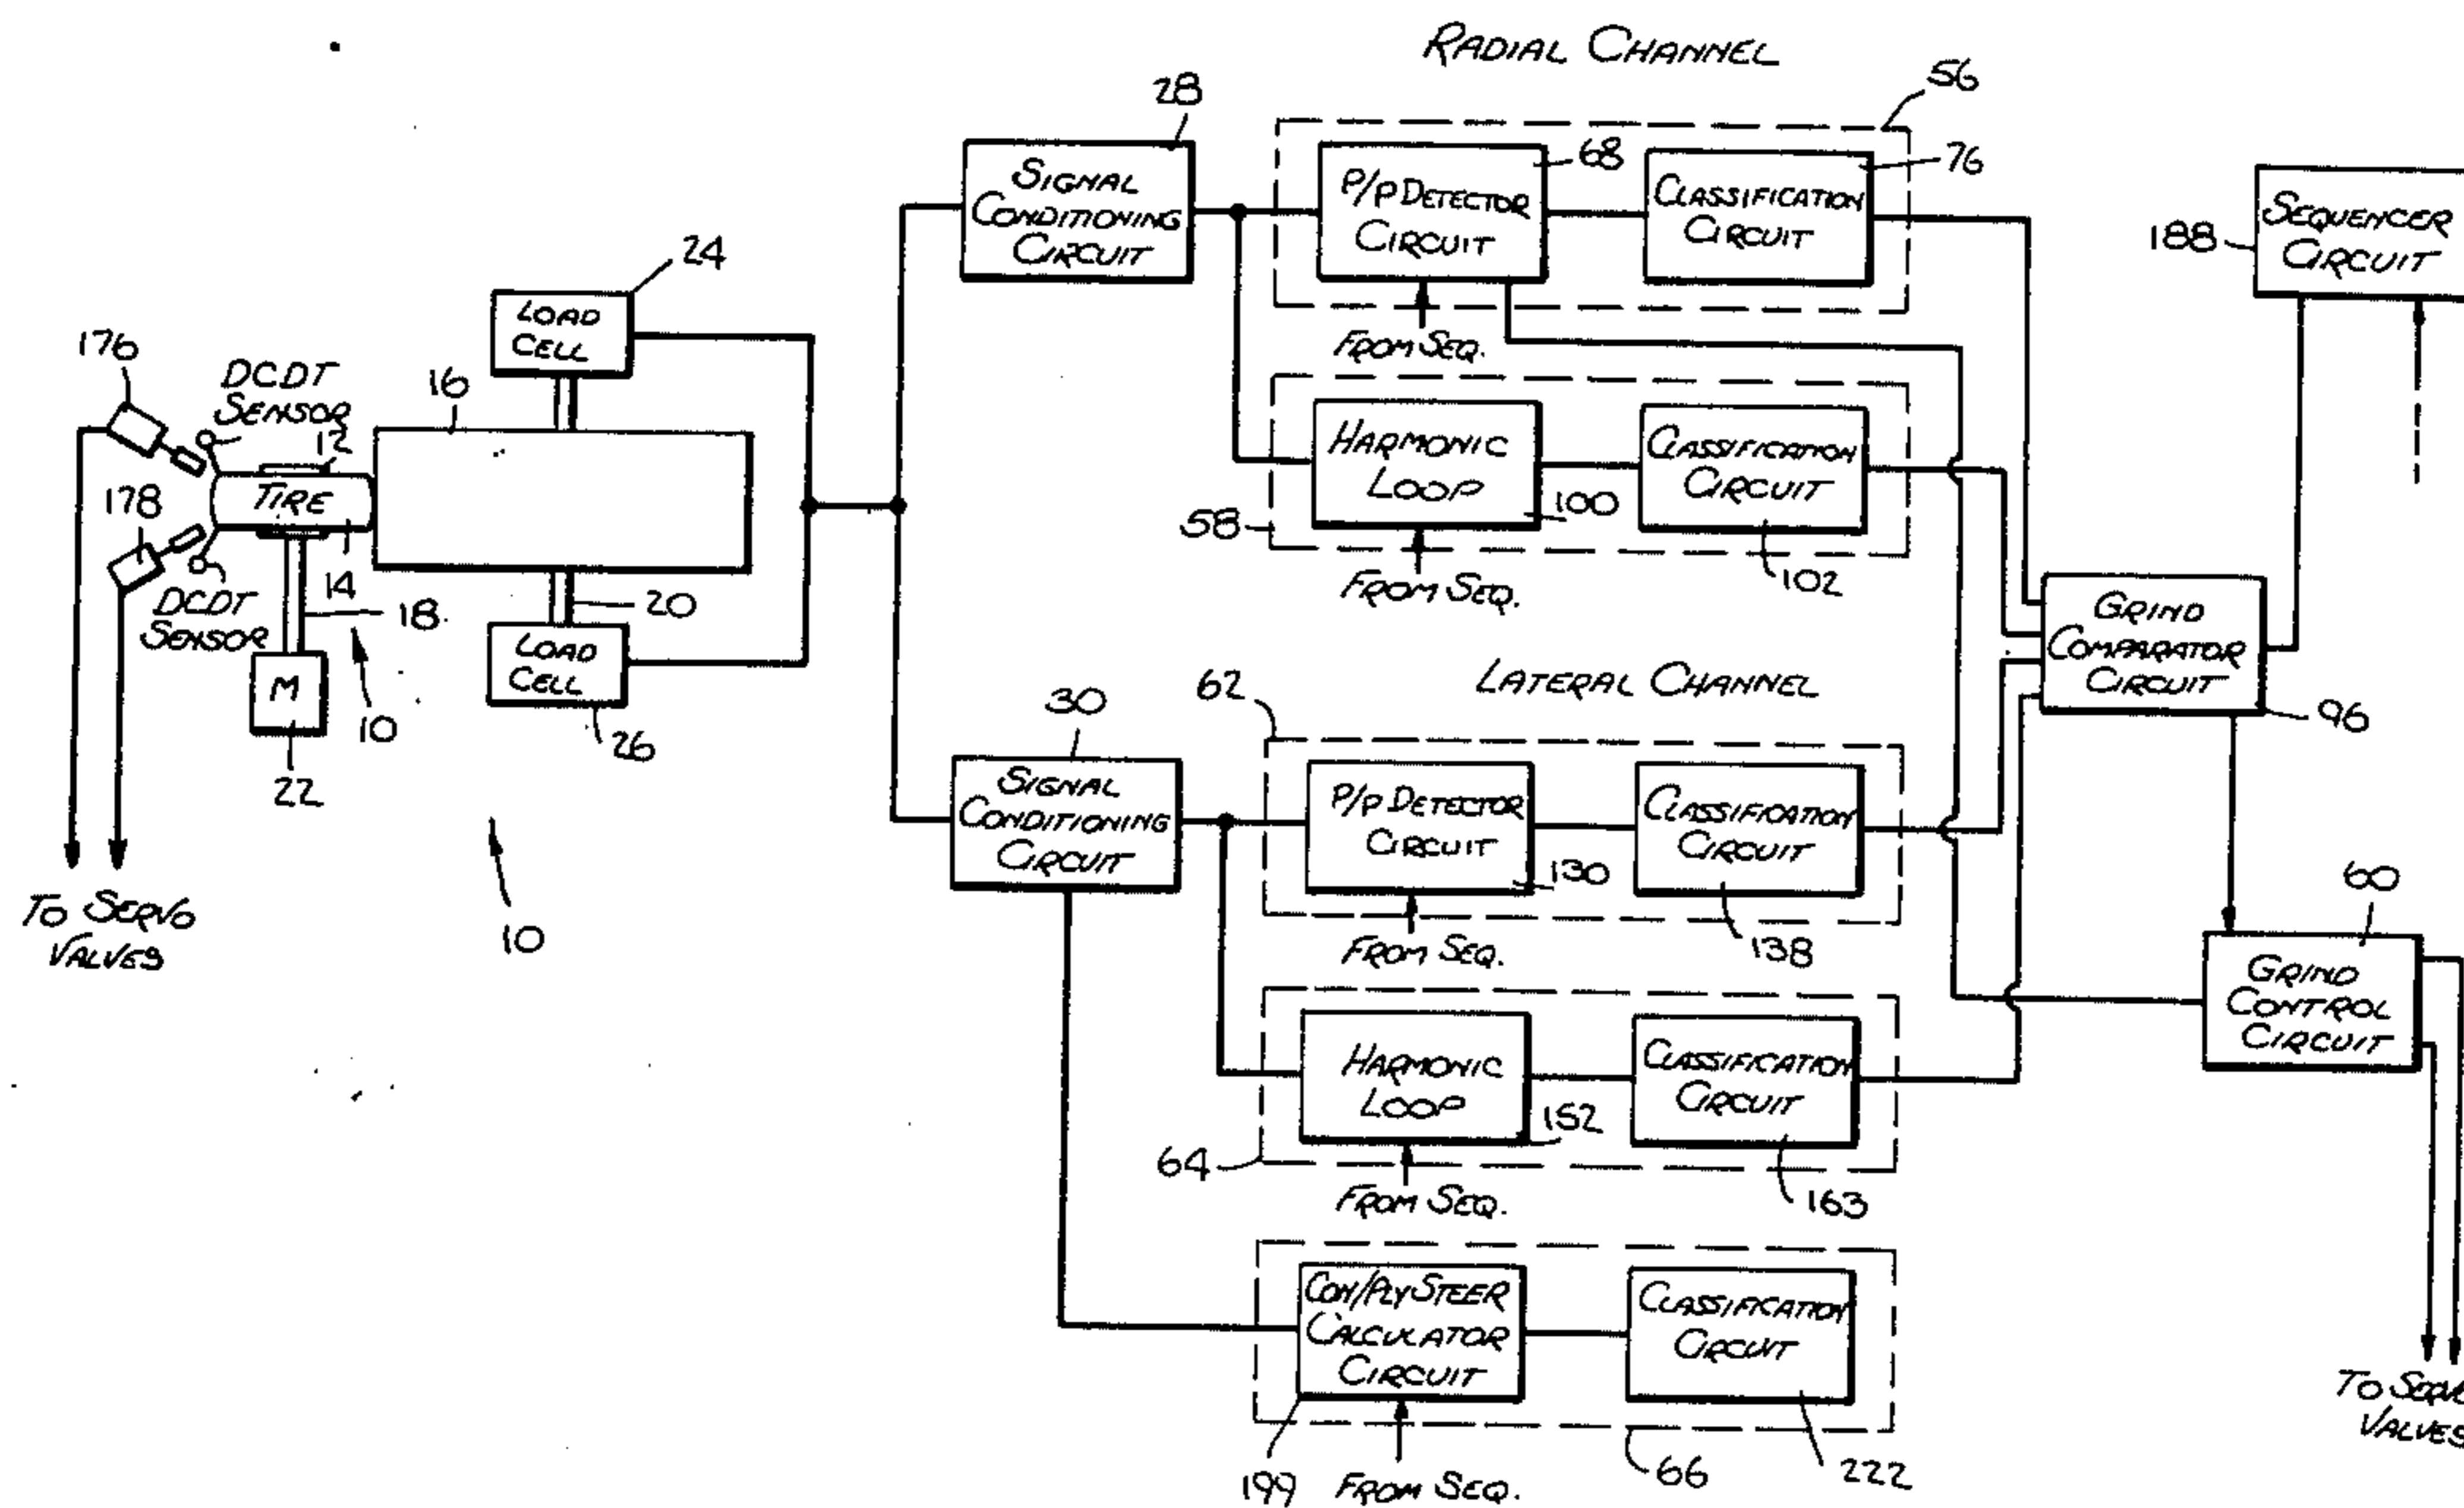 RADIAL CHANNEL
28
56
SIGNAL
CONDITIONING
CIRCUIT
P/P DETECTOR
CIRCUIT
68
CLASSIFICATION
CIRCUIT
76
FROM SEQ.
SEQUENCER
CIRCUIT
188
24
LOAD
CELL
176
DCDT
SENSOR
16
12
TIRE
178
14
DCDT
SENSOR
18
10
M
22
20
LOAD
CELL
26
HARMONIC
LOOP
100
CLASSIFICATION
CIRCUIT
58
102
FROM SEQ.
GRIND
COMPARATOR
CIRCUIT
96
LATERAL CHANNEL
30
62
SIGNAL
CONDITIONING
CIRCUIT
P/P DETECTOR
CIRCUIT
130
CLASSIFICATION
CIRCUIT
138
FROM SEQ.
TO SERVO
VALVES
10
60
GRIND
CONTROL
CIRCUIT
HARMONIC
LOOP
152
CLASSIFICATION
CIRCUIT
64
163
FROM SEQ.
CON/PLY STEER
CALCULATOR
CIRCUIT
CLASSIFICATION
CIRCUIT
199
FROM SEQ.
66
222
TO
VALVES